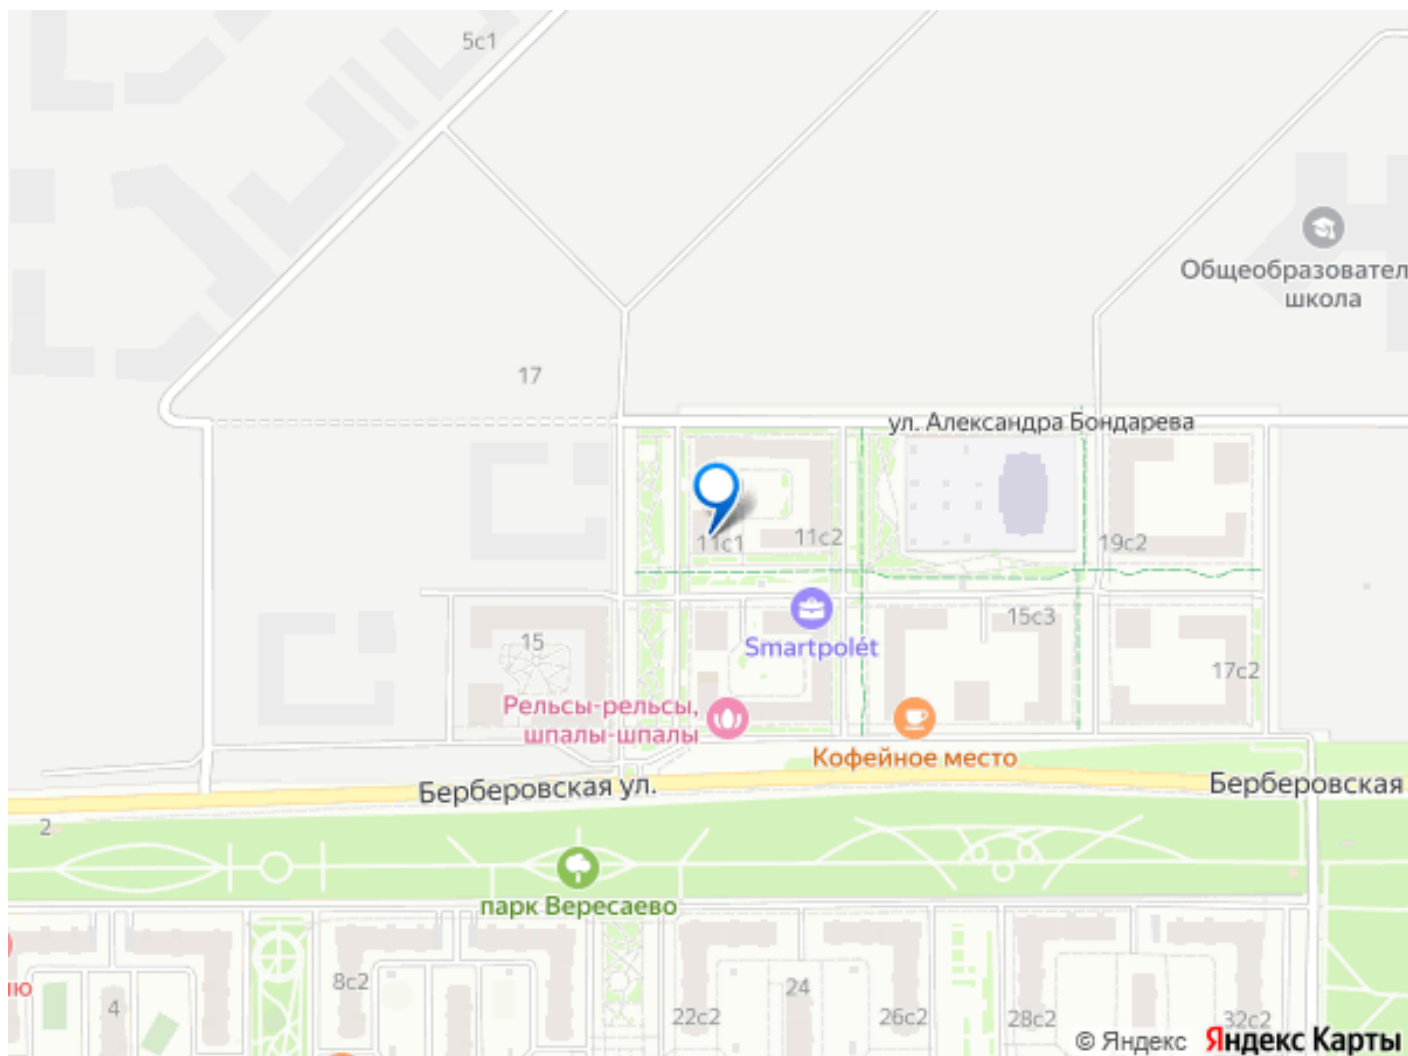 5с1
Общеобразовател
школа
17
ул. Александра Бондарева
11с1
11с2
19с2
15
15с3
Smartpolét
17с2
Рельсы-рельсы,
шпалы-шпалы
Кофейное место
Берберовская ул.
Берберовская
2
парк Вересаево
ю
8с2
4
24
22с2
26с2
28с2
32с2
© Яндекс Яндекс Карты